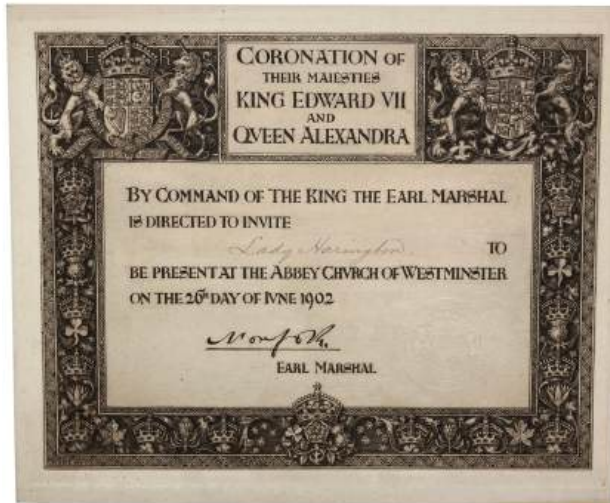 CORONATION OF
THEIR MAIESTIES
KING EDWARD VII
AND
QVEEN ALEXANDRA
BY COMMAND OF THE KING THE EARL MARSHAL
IS DIRECTED TO INVITE
Lady Harington TO
BE PRESENT AT THE ABBEY CHVRCH OF WESTMINSTER
ON THE 26TH DAY OF IVNE 1902
Norfolk.
EARL MARSHAL